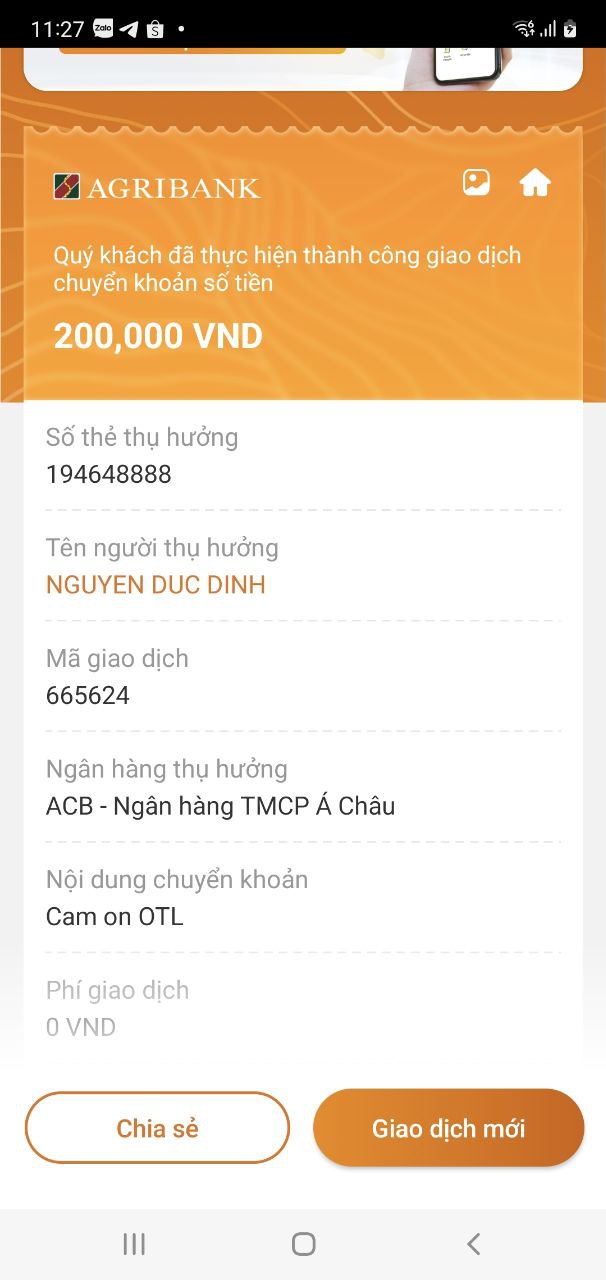 11:27 Zalo S
AGRIBANK
Quý khách đã thực hiện thành công giao dịch
chuyển khoản số tiền
200,000 VND
Số thẻ thụ hưởng
194648888
Tên người thụ hưởng
NGUYEN DUC DINH
Mã giao dịch
665624
Ngân hàng thụ hưởng
ACB - Ngân hàng TMCP Á Châu
Nội dung chuyển khoản
Cam on OTL
Phí giao dịch
0 VND
Chia sẻ
Giao dịch mới